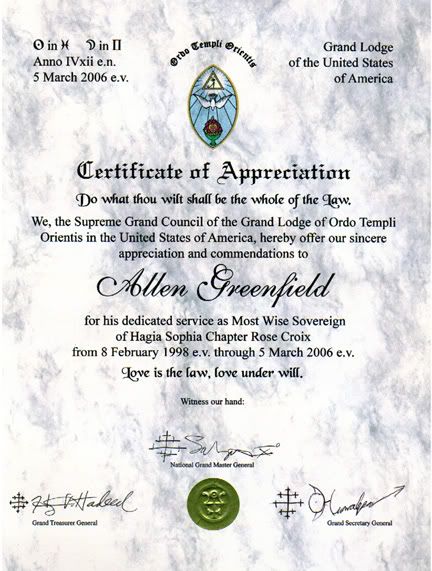 ☉ in ♓ ☽ in ♊
Anno IVxii e.n.
5 March 2006 e.v.
Ordo Templi Orientis
Grand Lodge
of the United States
of America
Certificate of Appreciation
Do what thou wilt shall be the whole of the Law.
We, the Supreme Grand Council of the Grand Lodge of Ordo Templi
Orientis in the United States of America, hereby offer our sincere
appreciation and commendations to
Allen Greenfield
for his dedicated service as Most Wise Sovereign
of Hagia Sophia Chapter Rose Croix
from 8 February 1998 e.v. through 5 March 2006 e.v.
Love is the law, love under will.
Witness our hand:
National Grand Master General
Grand Treasurer General
Grand Secretary General